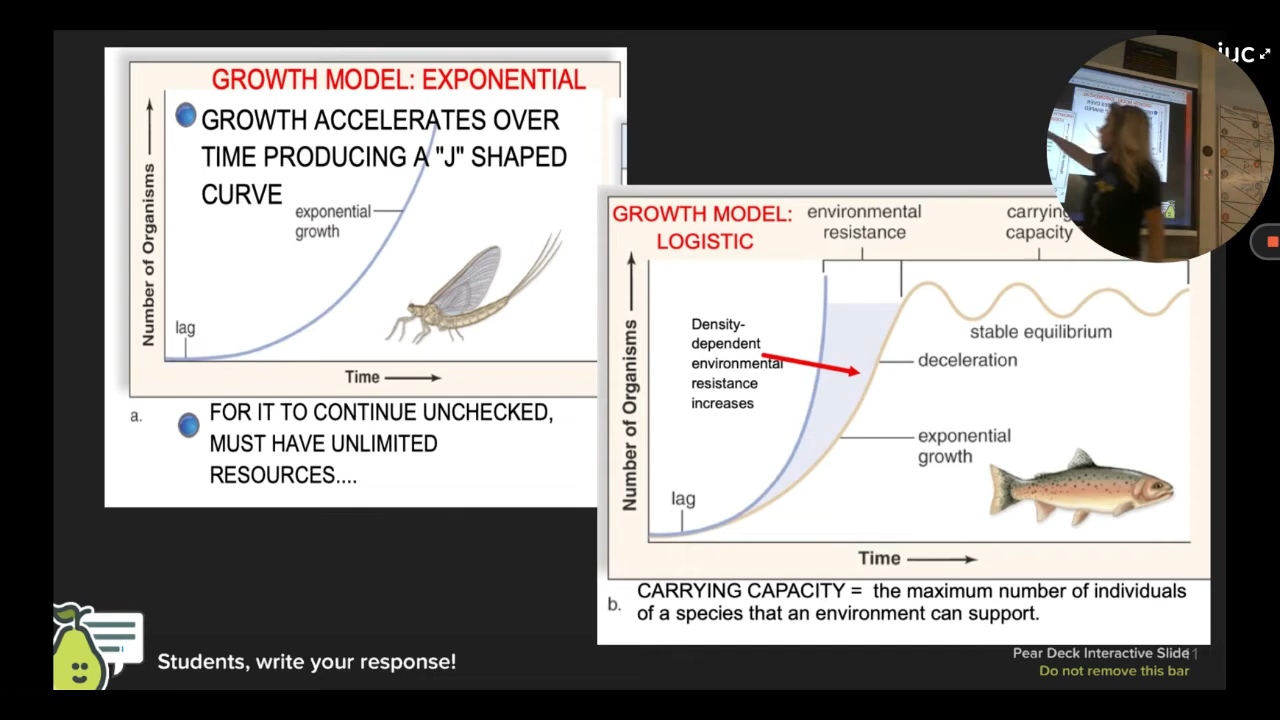 GROWTH MODEL: EXPONENTIAL
GROWTH ACCELERATES OVER
TIME PRODUCING A "J" SHAPED
CURVE
exponential
growth
lag
Number of Organisms
Time
a.
FOR IT TO CONTINUE UNCHECKED,
MUST HAVE UNLIMITED
RESOURCES....
GROWTH MODEL:
LOGISTIC
environmental
resistance
carrying
capacity
Density-
dependent
environmental
resistance
increases
stable equilibrium
deceleration
exponential
growth
lag
Number of Organisms
Time
b.
CARRYING CAPACITY = the maximum number of individuals
of a species that an environment can support.
Students, write your response!
Pear Deck Interactive Slide
Do not remove this bar